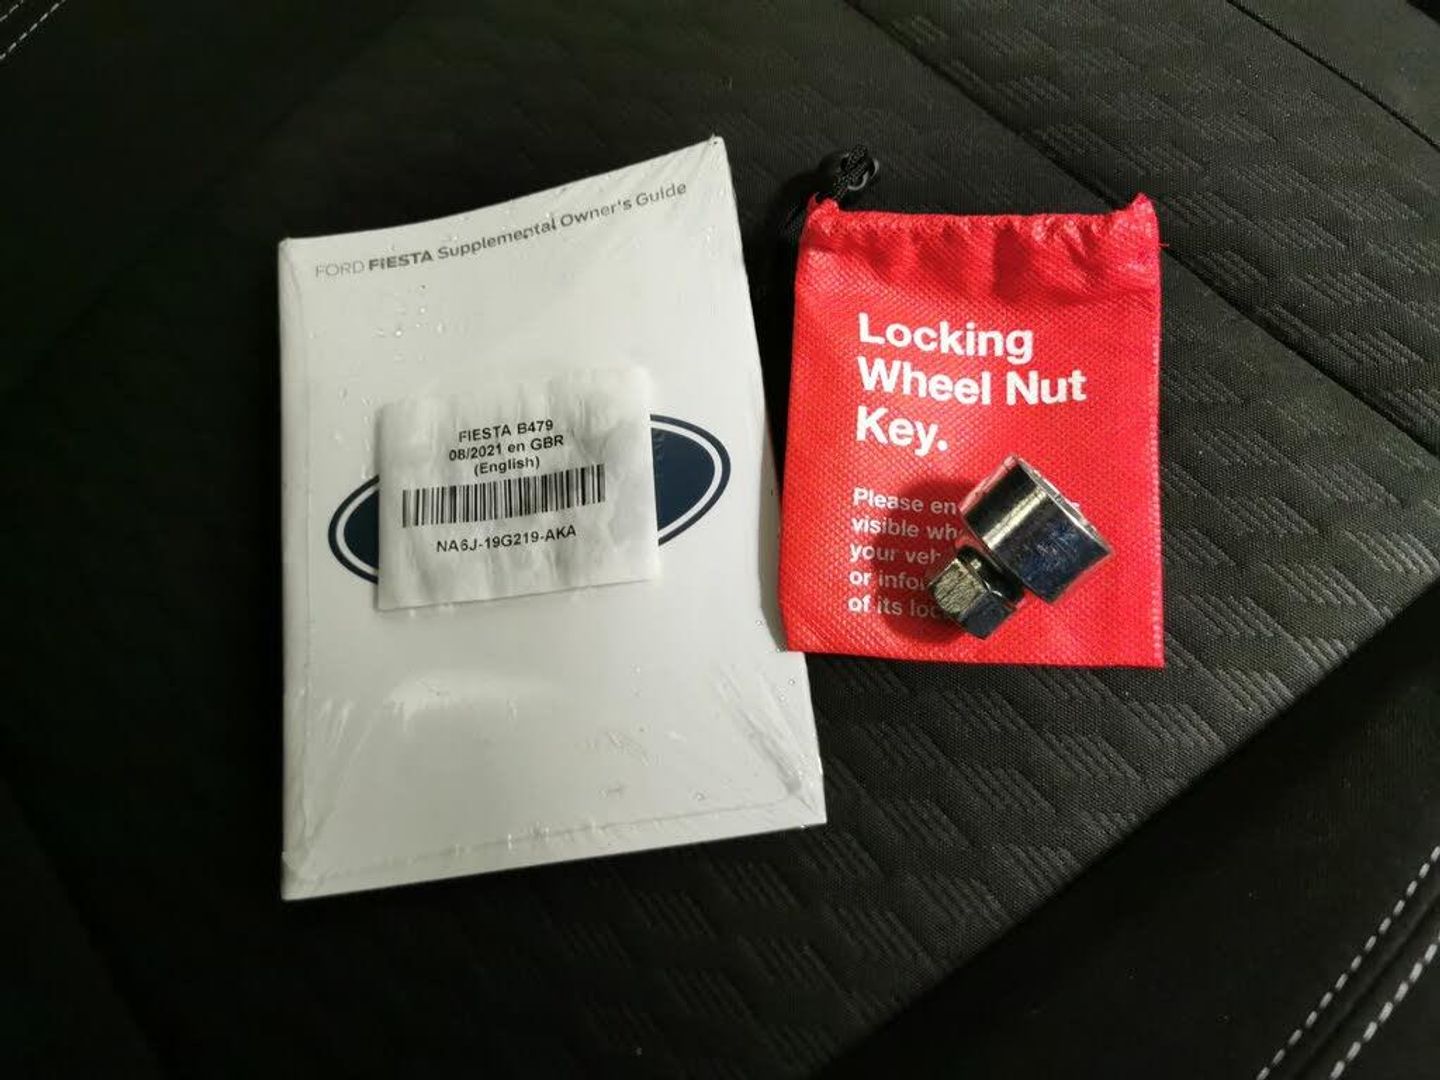 FORD FIESTA Supplemental Owner's Guide
FIESTA B479
08/2021 en GBR
(English)
NA6J-19G219-AKA
Locking
Wheel Nut
Key.
Please
visible
your
or
of its